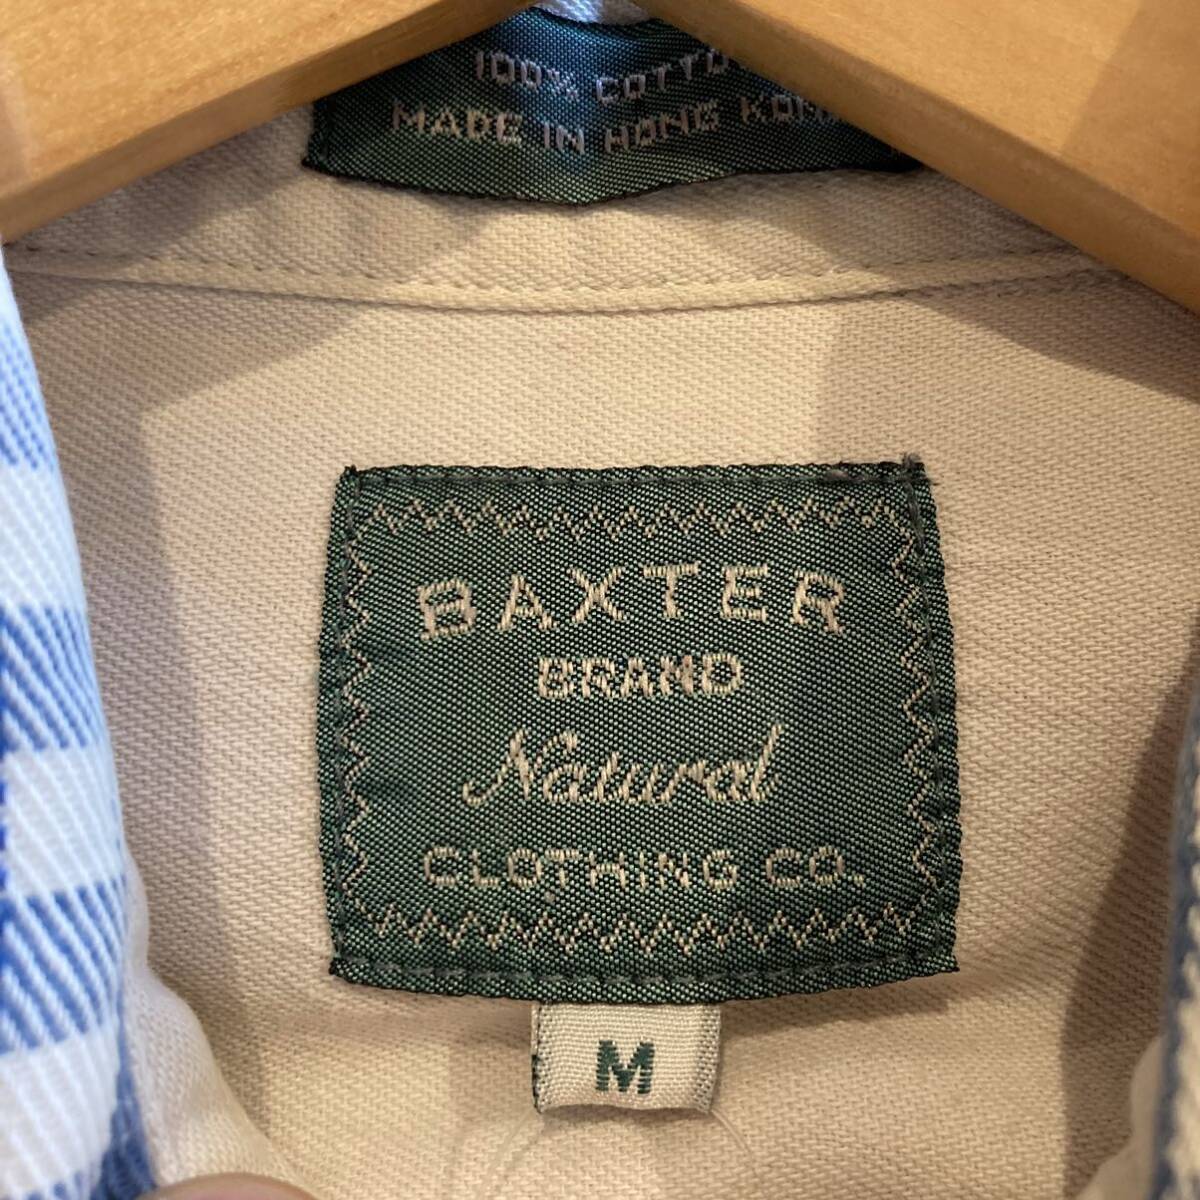 100% COTTO
MADE IN HONG KON
BAXTER
BRAND
Natural
CLOTHING CO.
M